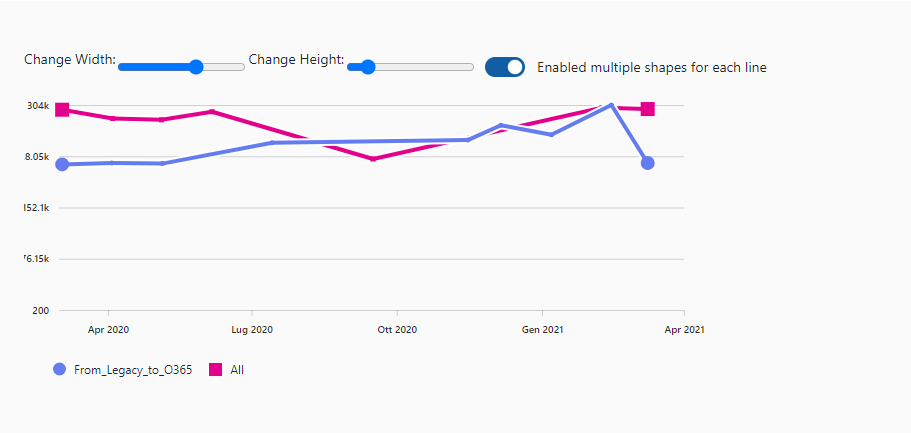 Change Width: Change Height: Enabled multiple shapes for each line
304k
8.05k
152.1k
76.15k
200
Apr 2020 Lug 2020 Ott 2020 Gen 2021 Apr 2021
From_Legacy_to_O365 All